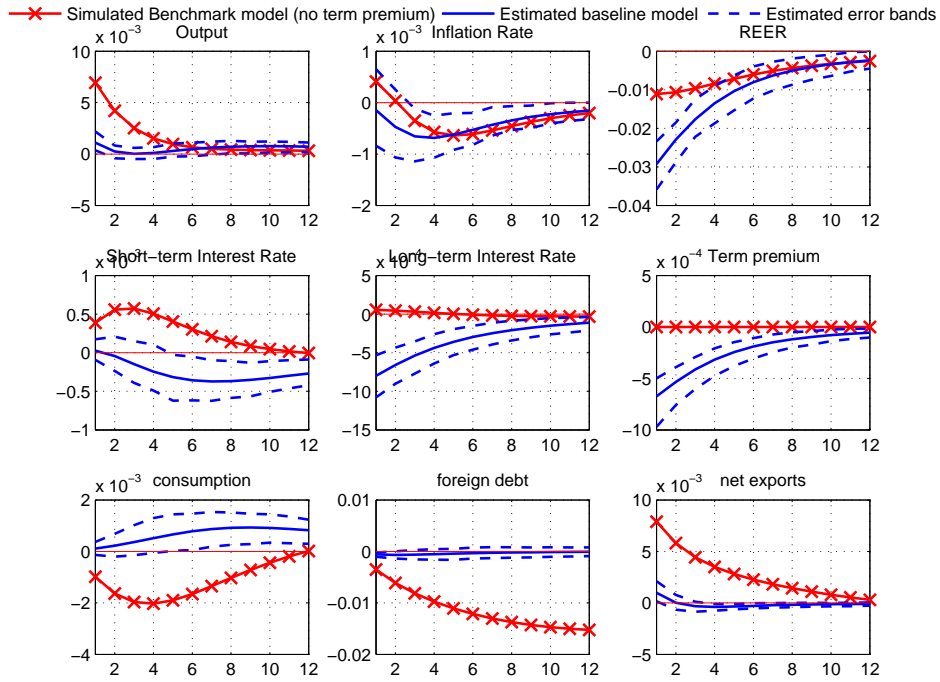 Simulated Benchmark model (no term premium) Estimated baseline model Estimated error bands
Output Inflation Rate REER
x 10⁻³ x 10⁻³
10 1 0
5 0 −0.01
0 −1 −0.02
−5 −2 −0.03
−0.04
2 4 6 8 10 12 2 4 6 8 10 12 2 4 6 8 10 12
Short−term Interest Rate Long−term Interest Rate Term premium
x 10⁻³ x 10⁻⁴ x 10⁻⁴
1 5 5
0.5 0 0
0 −5 −5
−0.5 −10 −10
−1 −15
2 4 6 8 10 12 2 4 6 8 10 12 2 4 6 8 10 12
consumption foreign debt net exports
x 10⁻³ x 10⁻³
2 0.01 10
0 0 5
−2 −0.01 0
−4 −0.02 −5
2 4 6 8 10 12 2 4 6 8 10 12 2 4 6 8 10 12